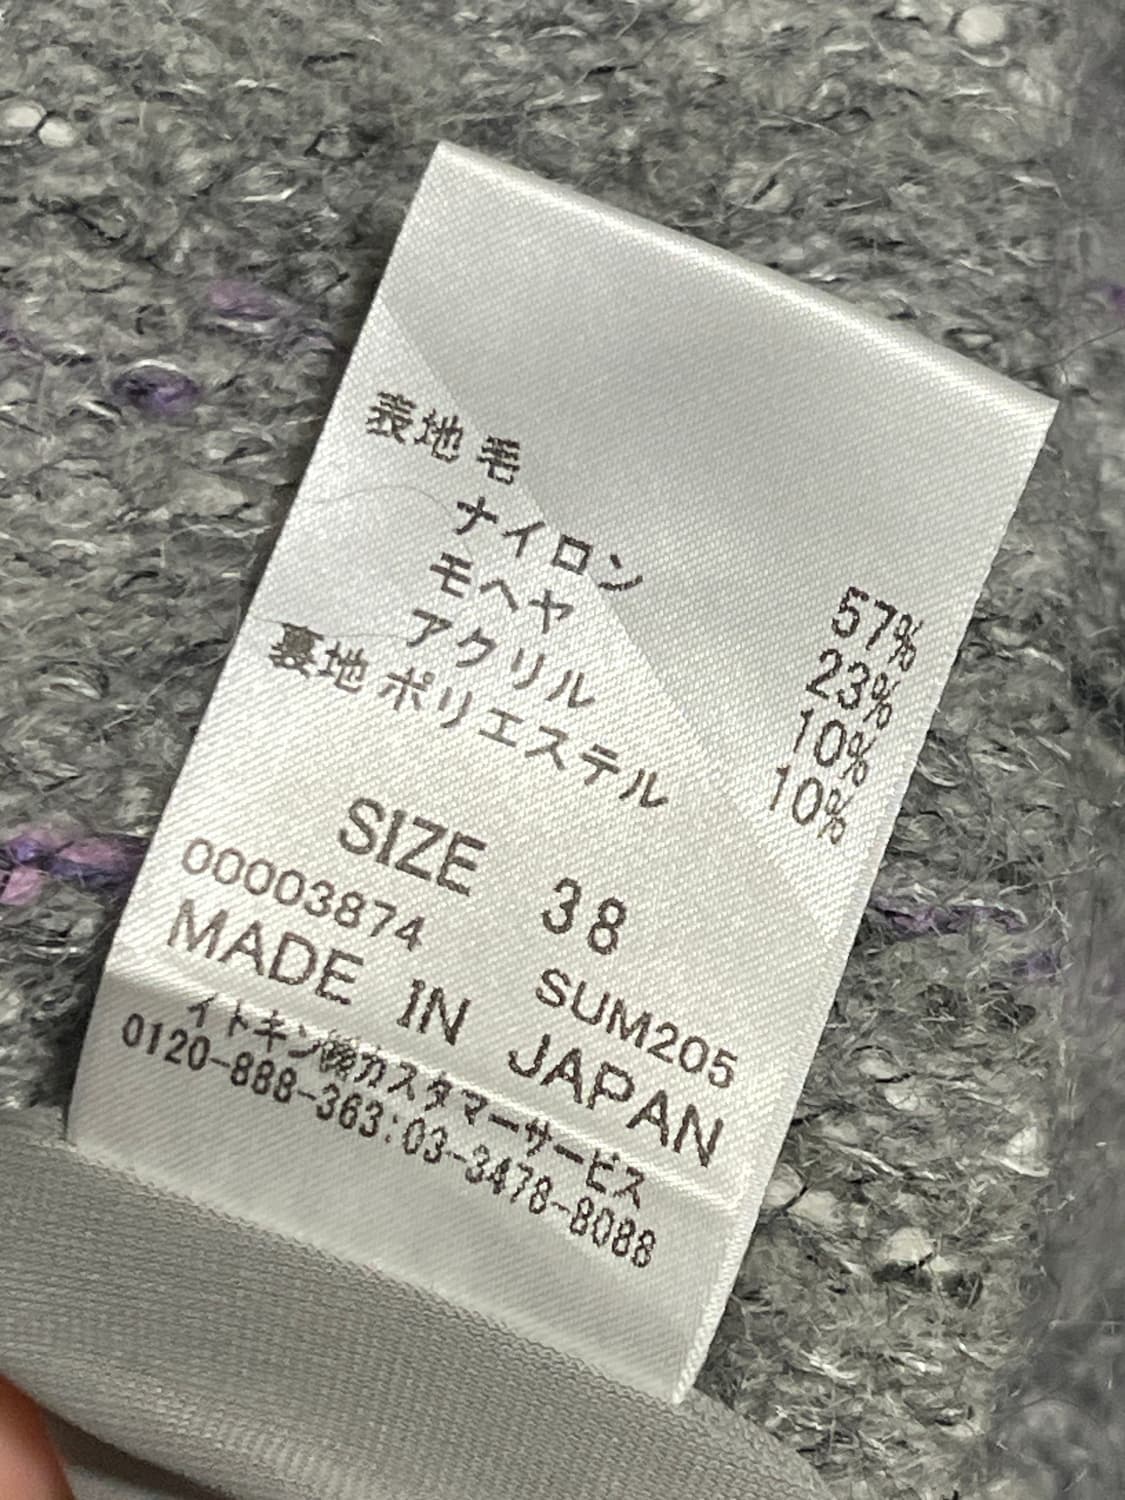 表地 毛 57%
ナイロン 23%
モヘヤ 10%
アクリル 10%
裏地 ポリエステル
SIZE 38
00003874 SUM205
MADE IN JAPAN
イトキン㈱カスタマーサービス
0120-888-363:03-3478-8088